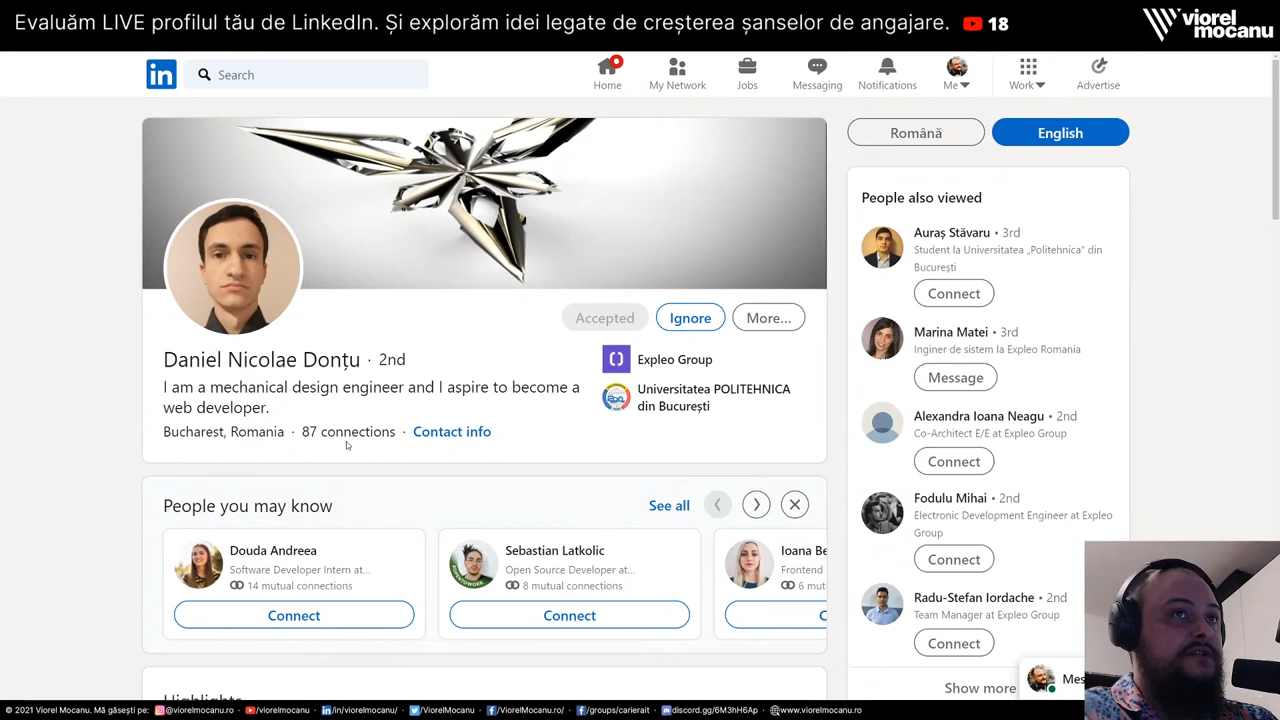 Evaluăm LIVE profilul tău de LinkedIn. Și explorăm idei legate de creșterea șanselor de angajare. 18
viorel
mocanu
in
Search
Home
My Network
Jobs
Messaging
Notifications
Me
Work
Advertise
Română
English
Accepted
Ignore
More...
Daniel Nicolae Donțu · 2nd
I am a mechanical design engineer and I aspire to become a
web developer.
Bucharest, Romania · 87 connections · Contact info
Expleo Group
Universitatea POLITEHNICA
din București
People you may know
See all
Douda Andreea
Software Developer Intern at...
14 mutual connections
Connect
Sebastian Latkolic
Open Source Developer at...
8 mutual connections
Connect
Ioana Be
Frontend
6 mut
C
Highlights
People also viewed
Auraș Stăvaru • 3rd
Student la Universitatea „Politehnica" din
București
Connect
Marina Matei • 3rd
Inginer de sistem la Expleo Romania
Message
Alexandra Ioana Neagu • 2nd
Co-Architect E/E at Expleo Group
Connect
Fodulu Mihai • 2nd
Electronic Development Engineer at Expleo
Group
Connect
Radu-Stefan Iordache • 2nd
Team Manager at Expleo Group
Connect
Show more
Mes
© 2021 Viorel Mocanu. Mă găsești pe: @viorelmocanu.ro /viorelmocanu in/viorelmocanu/ /ViorelMocanu /ViorelMocanu.ro/ /groups/carierait discord.gg/6M3hH6Ap www.viorelmocanu.ro